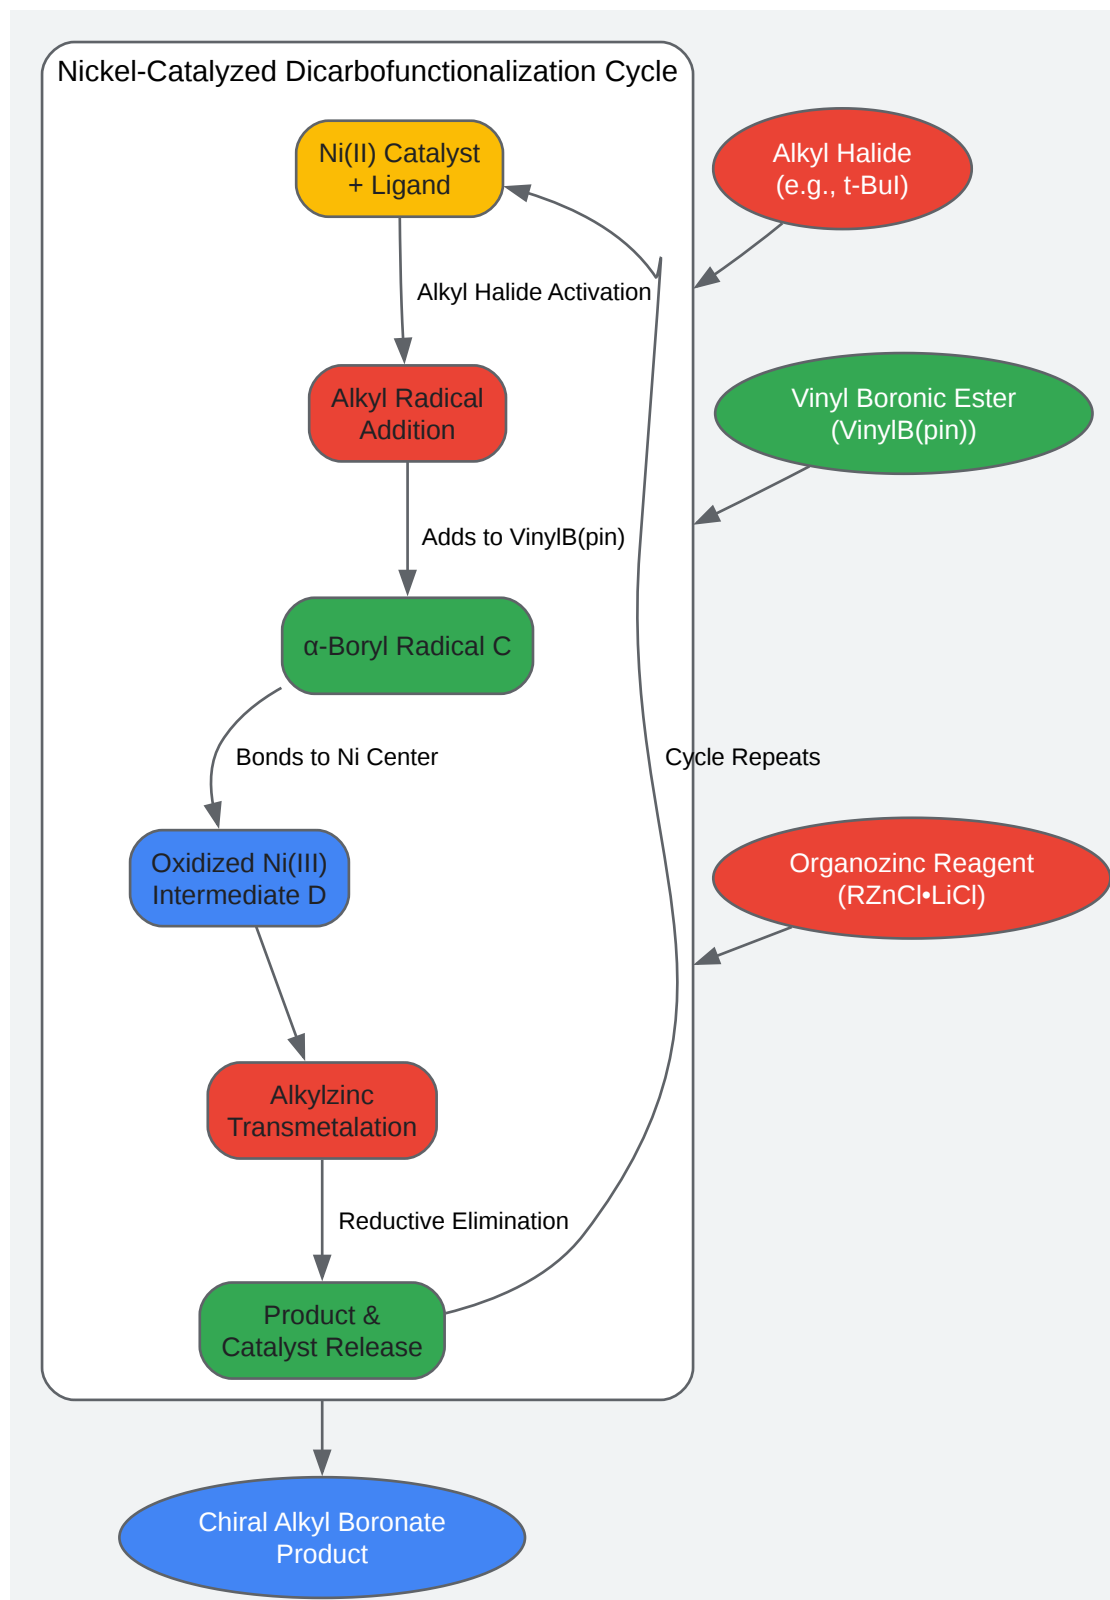 Nickel-Catalyzed Dicarbofunctionalization Cycle
Ni(II) Catalyst
+ Ligand
Alkyl Halide
(e.g., t-BuI)
Alkyl Halide Activation
Alkyl Radical
Addition
Vinyl Boronic Ester
(VinylB(pin))
Adds to VinylB(pin)
α-Boryl Radical C
Bonds to Ni Center
Cycle Repeats
Oxidized Ni(III)
Intermediate D
Organozinc Reagent
(RZnCl•LiCl)
Alkylzinc
Transmetalation
Reductive Elimination
Product &
Catalyst Release
Chiral Alkyl Boronate
Product